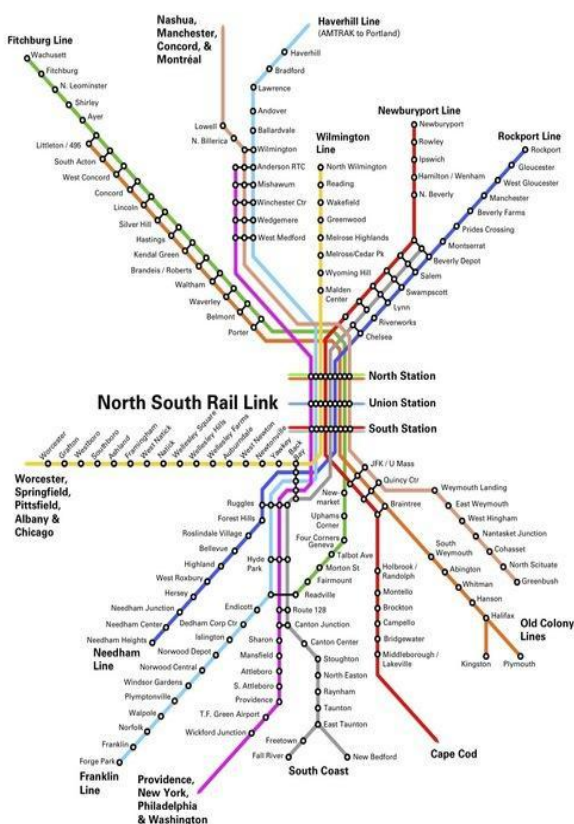 Nashua,
Manchester,
Concord, &
Montréal
Haverhill Line
(AMTRAK to Portland)
Fitchburg Line
Wachusett
Fitchburg
N. Leominster
Shirley
Ayer
Littleton / 495
South Acton
West Concord
Concord
Lincoln
Silver Hill
Hastings
Kendal Green
Brandeis / Roberts
Waltham
Waverley
Belmont
Porter
Haverhill
Bradford
Lawrence
Andover
Ballardvale
Lowell
N. Billerica
Wilmington
Anderson RTC
Mishawum
Winchester Ctr
Wedgemere
West Medford
Wilmington
Line
North Wilmington
Reading
Wakefield
Greenwood
Melrose Highlands
Melrose/Cedar Pk
Wyoming Hill
Malden
Center
Newburyport Line
Newburyport
Rowley
Ipswich
Hamilton / Wenham
N. Beverly
Rockport Line
Rockport
Gloucester
West Gloucester
Manchester
Beverly Farms
Prides Crossing
Montserrat
Beverly Depot
Salem
Swampscott
Lynn
Riverworks
Chelsea
North Station
Union Station
South Station
North South Rail Link
Worcester
Grafton
Westboro
Southboro
Ashland
Framingham
West Natick
Natick
Wellesley Square
Wellesley Hills
Wellesley Farms
Auburndale
West Newton
Newtonville
Yawkey
Back
Bay
Worcester,
Springfield,
Pittsfield,
Albany &
Chicago
Ruggles
Forest Hills
Roslindale Village
Bellevue
Highland
West Roxbury
Hersey
Needham Junction
Needham Center
Needham Heights
Needham
Line
Hyde
Park
Readville
Endicott
Dedham Corp Ctr
Islington
Norwood Depot
Norwood Central
Windsor Gardens
Plymptonville
Walpole
Norfolk
Franklin
Forge Park
Franklin
Line
New-
market
Uphams
Corner
Four Corners
Geneva
Talbot Ave
Morton St
Fairmount
Route 128
Canton Junction
Sharon
Mansfield
Attleboro
S. Attleboro
Providence
T.F. Green Airport
Wickford Junction
Providence,
New York,
Philadelphia
& Washington
Canton Center
Stoughton
North Easton
Raynham
Taunton
East Taunton
Freetown
Fall River
New Bedford
South Coast
JFK / U Mass
Quincy Ctr
Braintree
Weymouth Landing
East Weymouth
West Hingham
Nantasket Junction
Cohasset
North Scituate
Greenbush
South
Weymouth
Abington
Whitman
Hanson
Halifax
Kingston
Plymouth
Old Colony
Lines
Holbrook /
Randolph
Montello
Brockton
Campello
Bridgewater
Middleborough /
Lakeville
Cape Cod